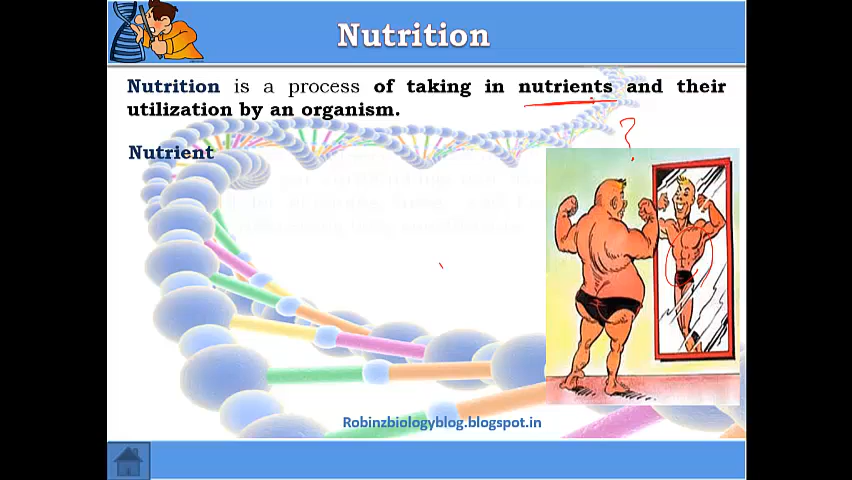 Nutrition
Nutrition is a process of taking in nutrients and their
utilization by an organism.
?
Nutrient
Robinzbiologyblog.blogspot.in